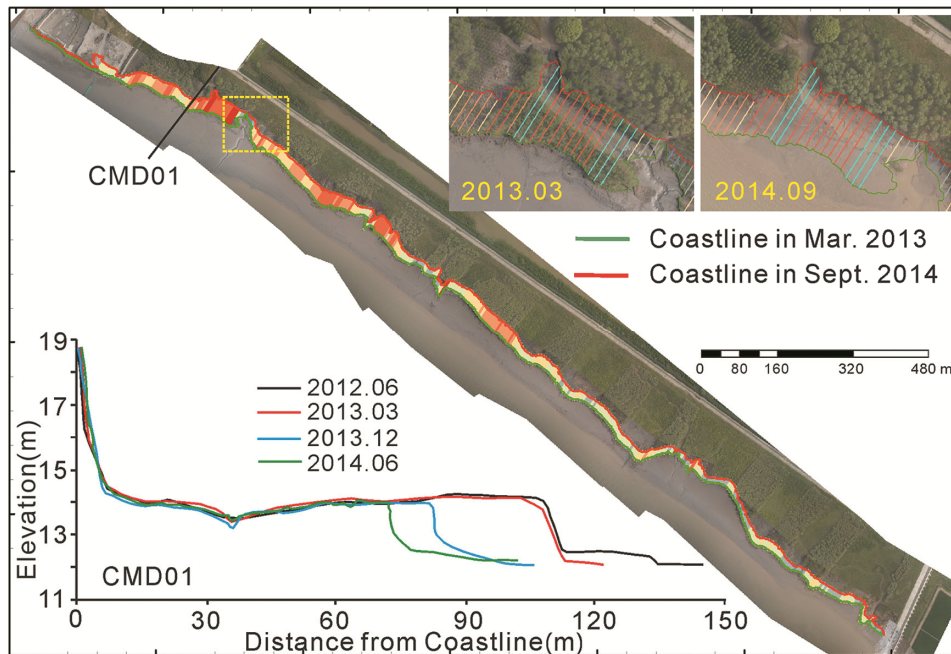 CMD01
2013.03
2014.09
Coastline in Mar. 2013
Coastline in Sept. 2014
0 80 160 320 480 m
2012.06
2013.03
2013.12
2014.06
19
17
15
13
11
Elevation(m)
CMD01
0 30 60 90 120 150
Distance from Coastline(m)